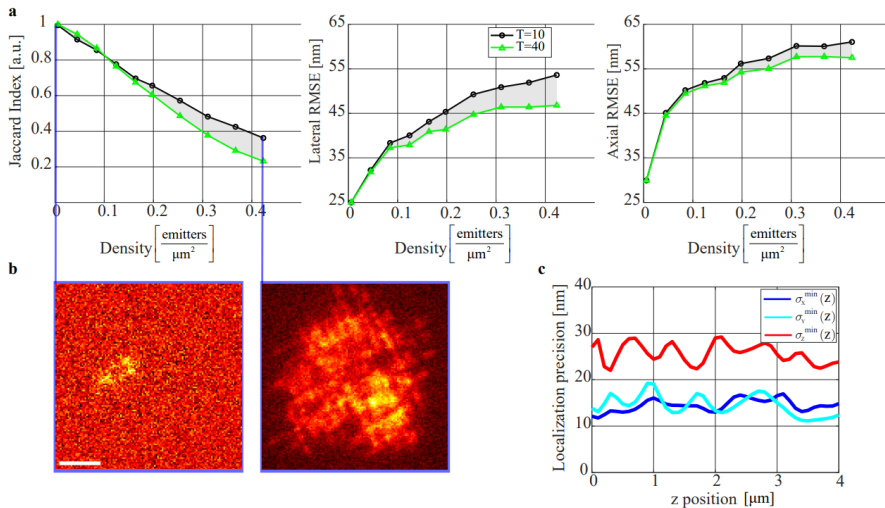 a
1
0.8
0.6
0.4
0.2
Jaccard Index [a.u.]
0 0.1 0.2 0.3 0.4
Density [emitters/μm²]
T=10
T=40
65
55
45
35
25
Lateral RMSE [nm]
0 0.1 0.2 0.3 0.4
Density [emitters/μm²]
65
55
45
35
25
Axial RMSE [nm]
0 0.1 0.2 0.3 0.4
Density [emitters/μm²]
b
c
40
30
20
10
0
Localization precision [nm]
σx^min (z)
σy^min (z)
σz^min (z)
0 1 2 3 4
z position [μm]